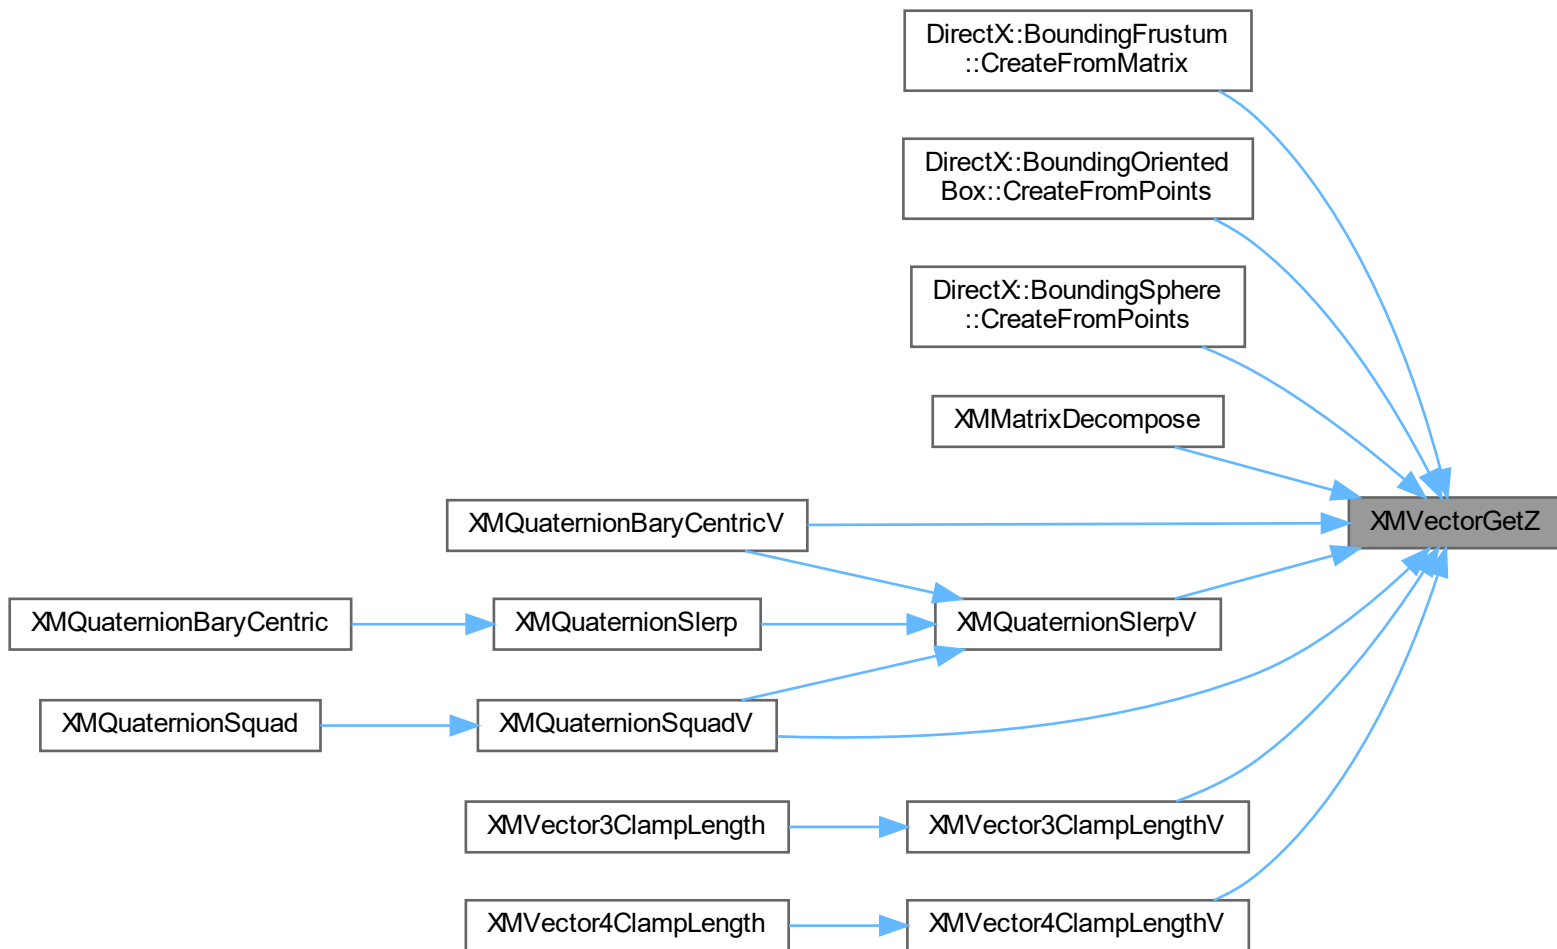 DirectX::BoundingFrustum
::CreateFromMatrix
DirectX::BoundingOriented
Box::CreateFromPoints
DirectX::BoundingSphere
::CreateFromPoints
XMMatrixDecompose
XMQuaternionBaryCentricV
XMVectorGetZ
XMQuaternionBaryCentric
XMQuaternionSlerp
XMQuaternionSlerpV
XMQuaternionSquad
XMQuaternionSquadV
XMVector3ClampLength
XMVector3ClampLengthV
XMVector4ClampLength
XMVector4ClampLengthV